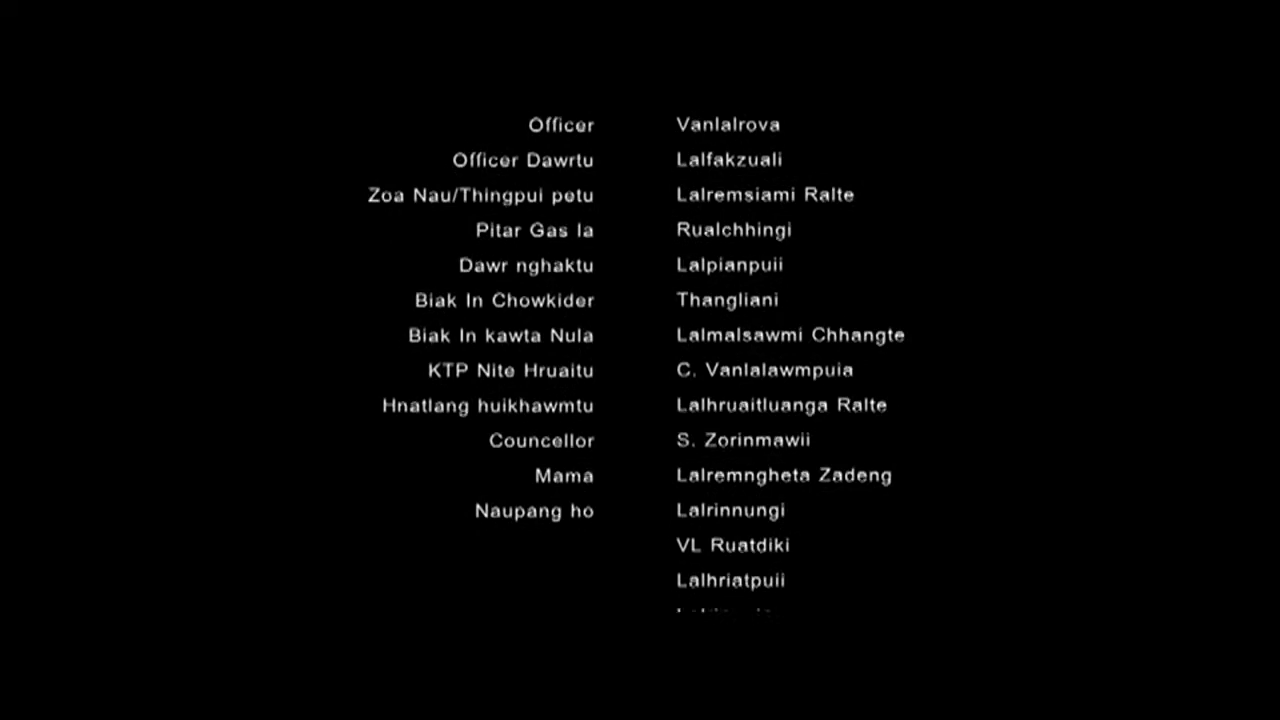 Officer Vanlalrova
Officer Dawrtu Lalfakzuali
Zoa Nau/Thingpui petu Lalremsiami Ralte
Pitar Gas la Rualchhingi
Dawr nghaktu Lalpianpuii
Biak In Chowkider Thangliani
Biak In kawta Nula Lalmalsawmi Chhangte
KTP Nite Hruaitu C. Vanlalawmpuia
Hnatlang huikhawmtu Lalhruaitluanga Ralte
Councellor S. Zorinmawii
Mama Lalremngheta Zadeng
Naupang ho Lalrinnungi
VL Ruatdiki
Lalhriatpuii